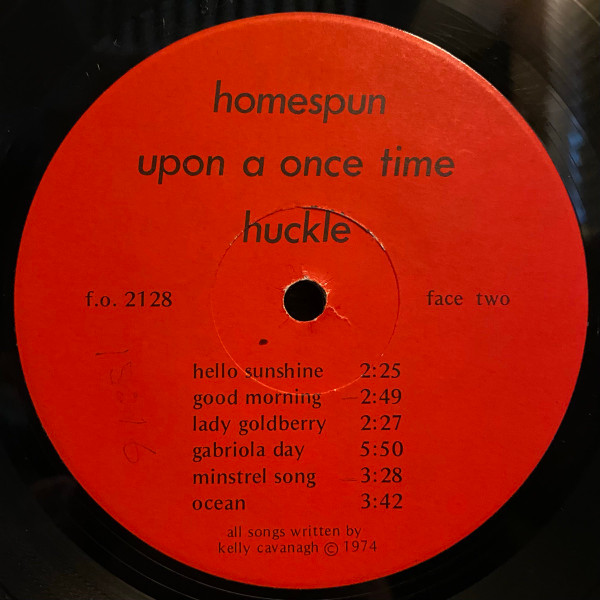 homespun
upon a once time
huckle
f.o. 2128
face two
hello sunshine 2:25
good morning 2:49
lady goldberry 2:27
gabriola day 5:50
minstrel song 3:28
ocean 3:42
all songs written by
kelly cavanagh © 1974